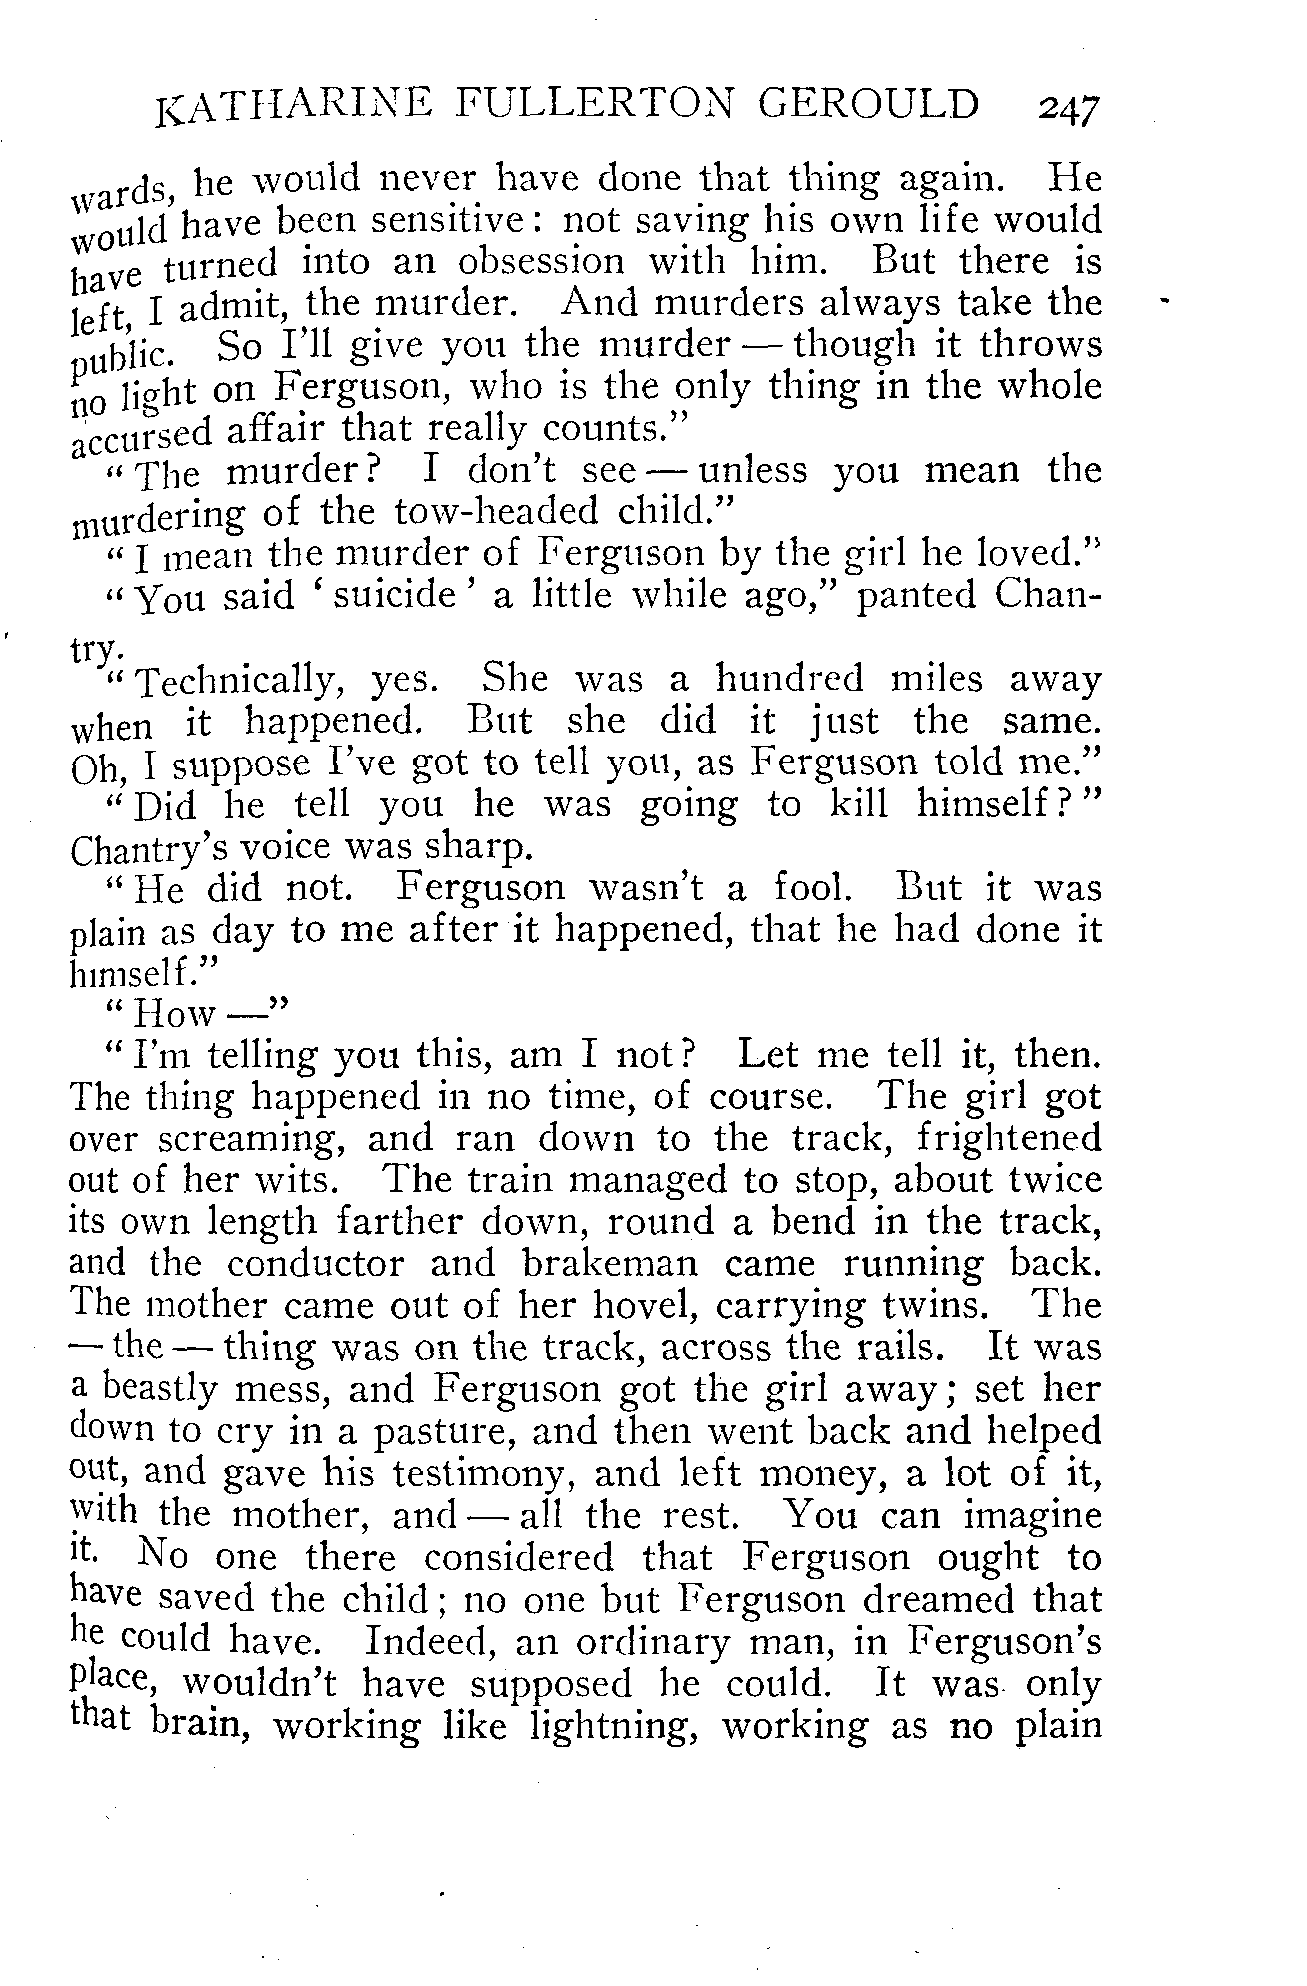 KATHARINE FULLERTON GEROULD 247
wards, he would never have done that thing again. He
would have been sensitive: not saving his own life would
have turned into an obsession with him. But there is
left, I admit, the murder. And murders always take the
public. So I'll give you the murder — though it throws
no light on Ferguson, who is the only thing in the whole
accursed affair that really counts."
"The murder? I don't see — unless you mean the
murdering of the tow-headed child."
"I mean the murder of Ferguson by the girl he loved."
"You said 'suicide' a little while ago," panted Chan-
try.
"Technically, yes. She was a hundred miles away
when it happened. But she did it just the same.
Oh, I suppose I've got to tell you, as Ferguson told me."
"Did he tell you he was going to kill himself?"
Chantry's voice was sharp.
"He did not. Ferguson wasn't a fool. But it was
plain as day to me after it happened, that he had done it
himself."
"How —"
"I'm telling you this, am I not? Let me tell it, then.
The thing happened in no time, of course. The girl got
over screaming, and ran down to the track, frightened
out of her wits. The train managed to stop, about twice
its own length farther down, round a bend in the track,
and the conductor and brakeman came running back.
The mother came out of her hovel, carrying twins. The
— the — thing was on the track, across the rails. It was
a beastly mess, and Ferguson got the girl away; set her
down to cry in a pasture, and then went back and helped
out, and gave his testimony, and left money, a lot of it,
with the mother, and — all the rest. You can imagine
it. No one there considered that Ferguson ought to
have saved the child; no one but Ferguson dreamed that
he could have. Indeed, an ordinary man, in Ferguson's
place, wouldn't have supposed he could. It was only
that brain, working like lightning, working as no plain